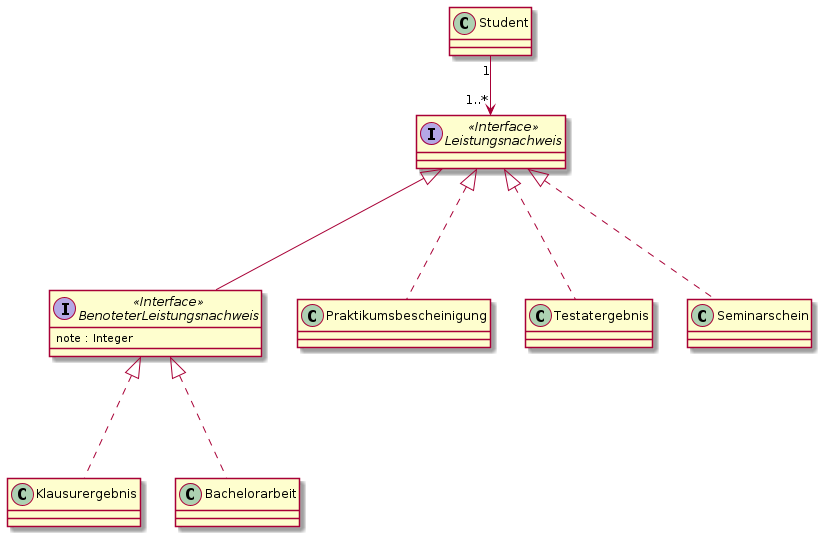 C Student
1
1..*
I «Interface»
Leistungsnachweis
I «Interface»
BenoteterLeistungsnachweis
note : Integer
C Praktikumsbescheinigung
C Testatergebnis
C Seminarschein
C Klausurergebnis
C Bachelorarbeit